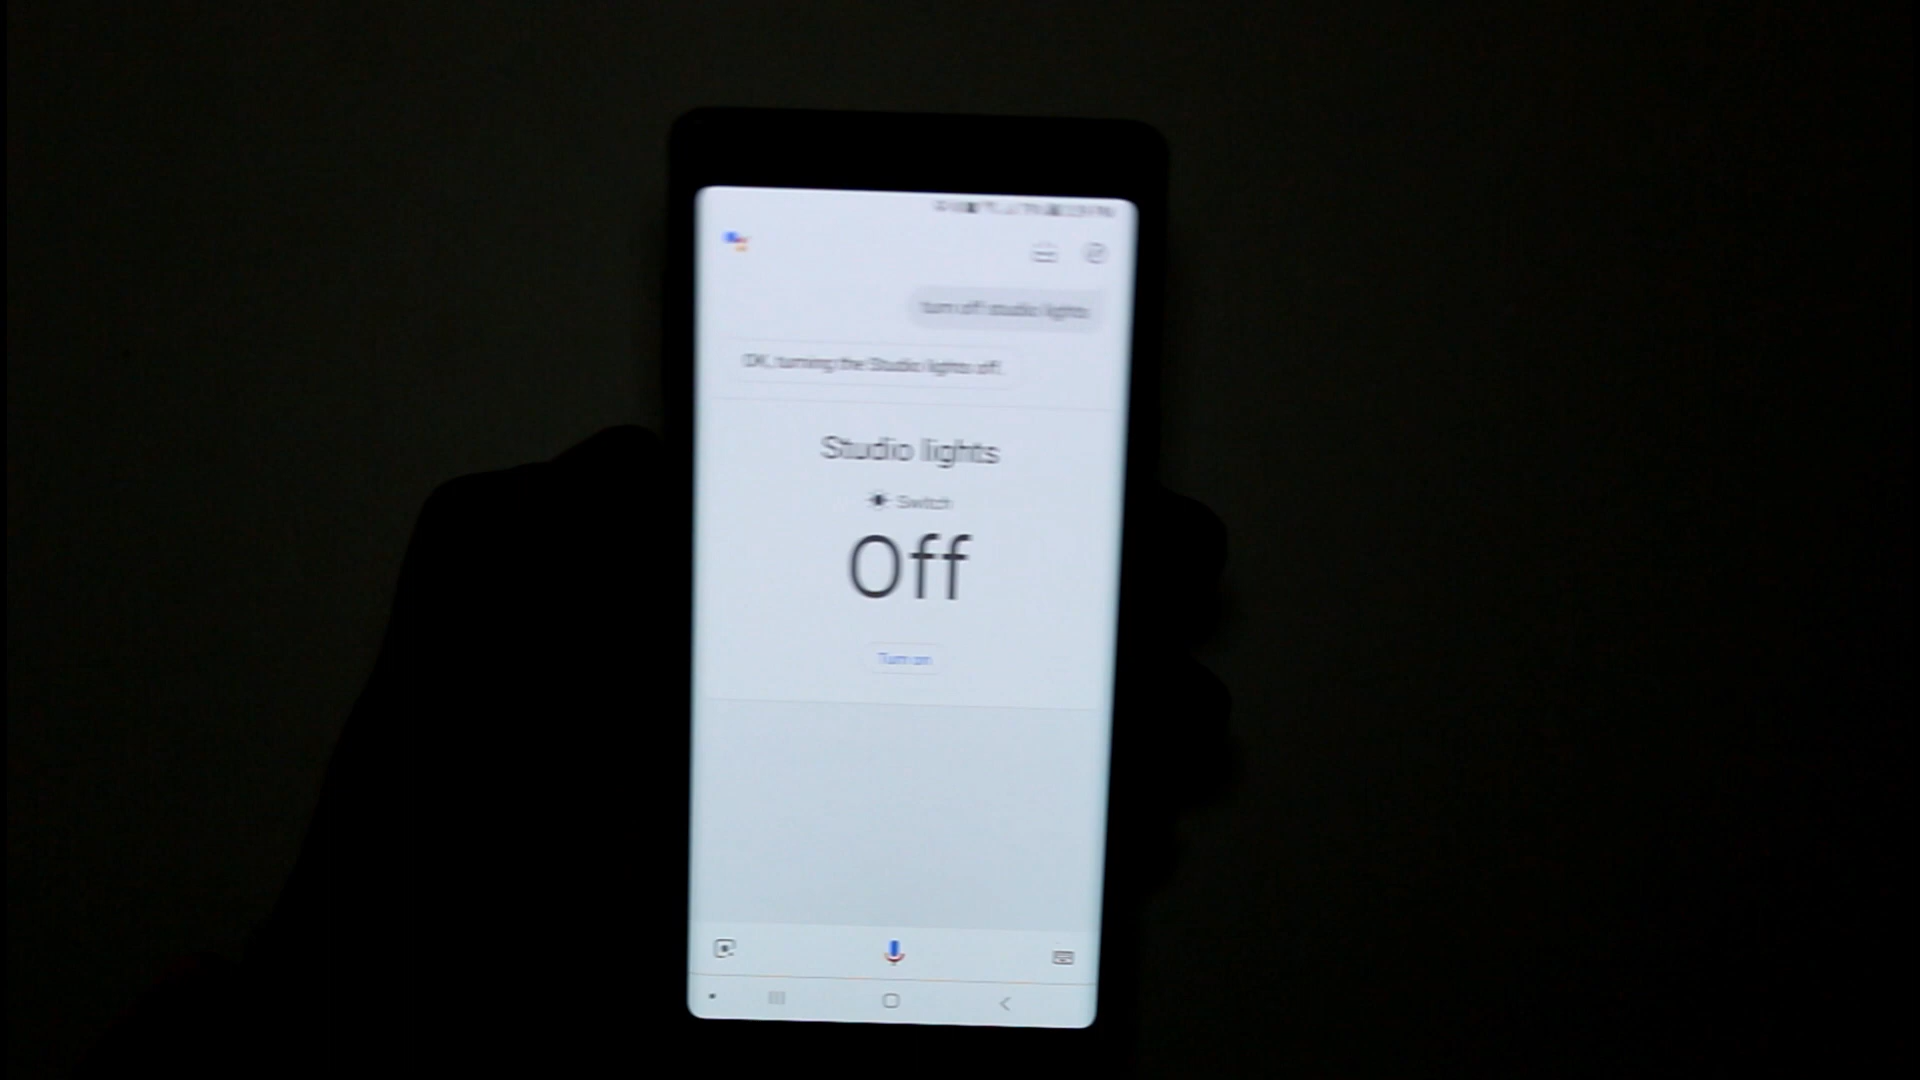 turn off studio lights
OK, turning the Studio lights off.
Studio lights
Switch
Off
Turn on